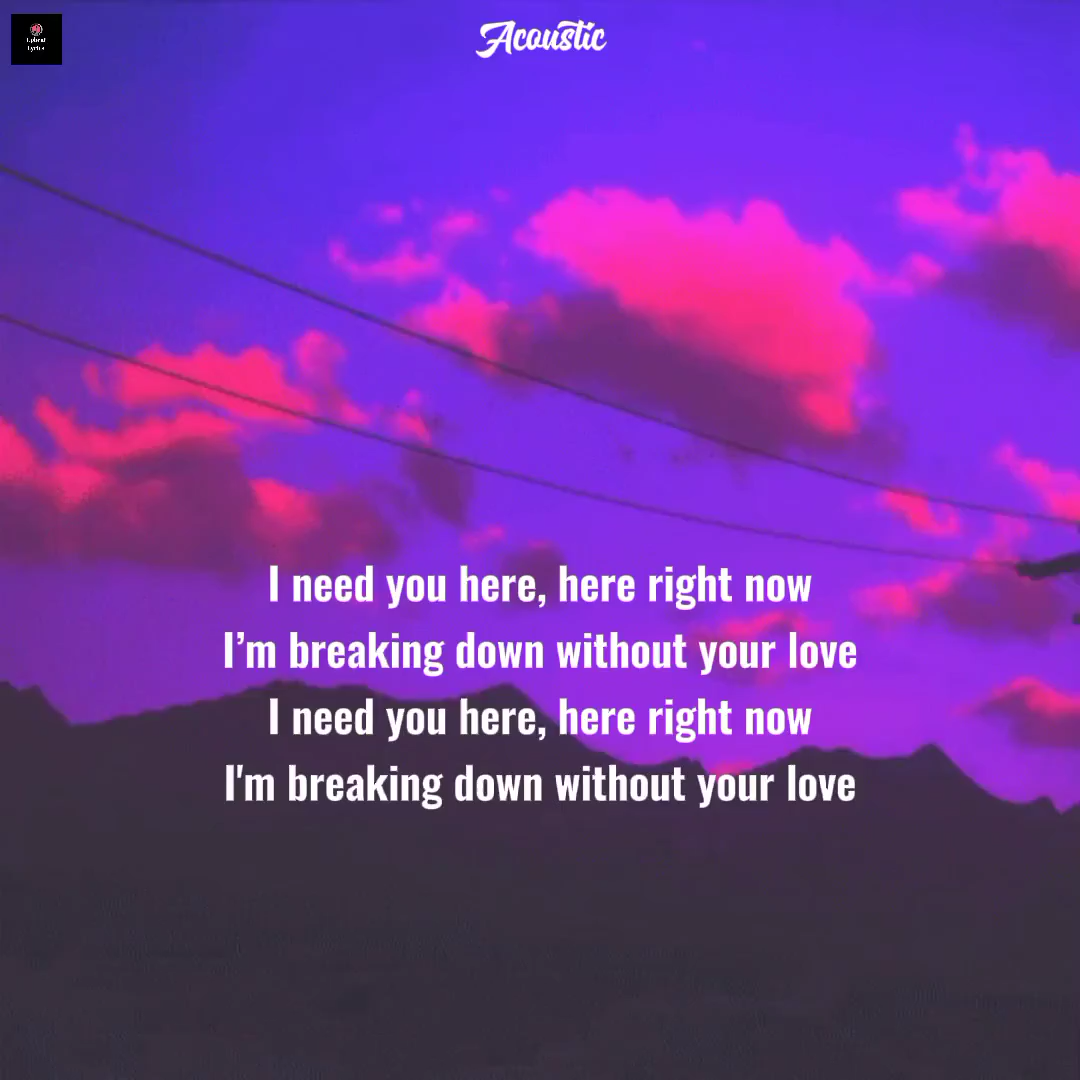 Acoustic
I need you here, here right now
I’m breaking down without your love
I need you here, here right now
I'm breaking down without your love